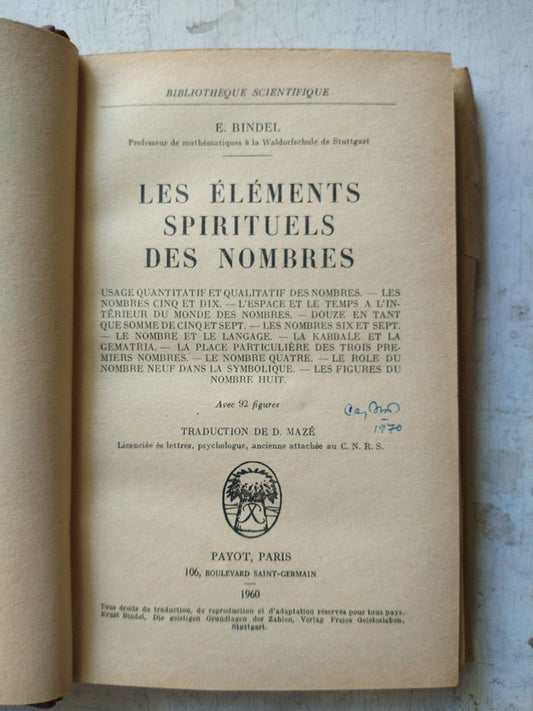 BIBLIOTHÈQUE SCIENTIFIQUE
E. BINDEL
Professeur de mathématiques à la Waldorfschule de Stuttgart
LES ÉLÉMENTS
SPIRITUELS
DES NOMBRES
USAGE QUANTITATIF ET QUALITATIF DES NOMBRES. — LES
NOMBRES CINQ ET DIX. — L'ESPACE ET LE TEMPS A L'IN-
TÉRIEUR DU MONDE DES NOMBRES. — DOUZE EN TANT
QUE SOMME DE CINQ ET SEPT. — LES NOMBRES SIX ET SEPT.
— LE NOMBRE ET LE LANGAGE. — LA KABBALE ET LA
GEMATRIA. — LA PLACE PARTICULIÈRE DES TROIS PRE-
MIERS NOMBRES. — LE NOMBRE QUATRE. — LE ROLE DU
NOMBRE NEUF DANS LA SYMBOLIQUE. — LES FIGURES DU
NOMBRE HUIT.
Avec 92 figures
1970
TRADUCTION DE D. MAZÉ
Licenciée ès lettres, psychologue, ancienne attachée au C. N. R. S.
PAYOT, PARIS
106, BOULEVARD SAINT-GERMAIN
1960
Tous droits de traduction, de reproduction et d'adaptation réservés pour tous pays.
Ernst Bindel, Die geistigen Grundlagen der Zahlen, Verlag Freies Geistesleben,
Stuttgart.